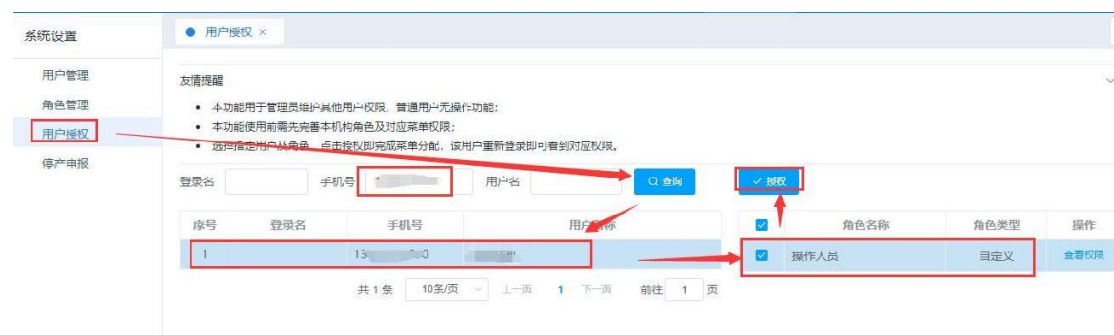 系统设置
用户授权 ×
用户管理
角色管理
用户授权
停产申报
友情提醒
本功能用于管理员维护其他用户权限，普通用户无操作功能;
本功能使用前需先完善本机构角色及对应菜单权限;
选择指定用户及角色，点击授权即完成菜单分配，该用户重新登录即可看到对应权限。
登录名 手机号 用户名 查询 授权
序号 登录名 手机号 用户名称 角色名称 角色类型 操作
1 操作人员 自定义 查看权限
共 1 条 10条/页 上一页 1 下一页 前往 1 页